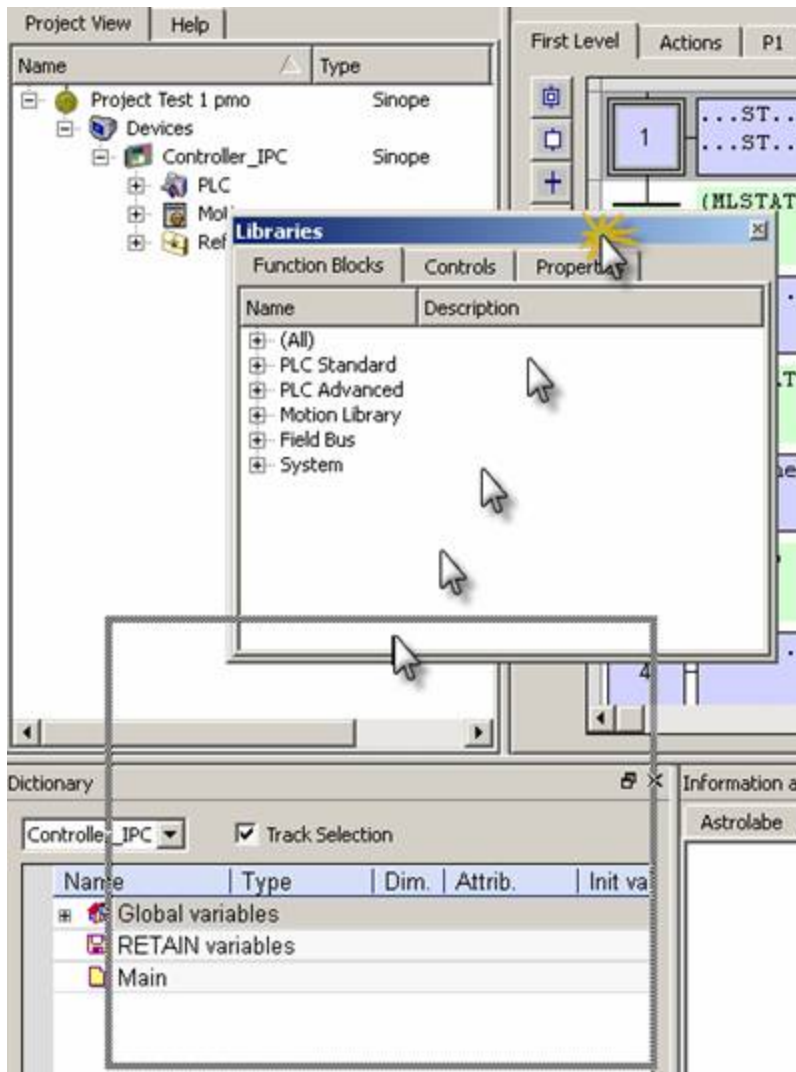 Project View Help
Name Type
Project Test 1 pmo Sinope
Devices
Controller_IPC Sinope
PLC
Mot
Ref
First Level Actions P1
1
...ST..
...ST..
(MLSTAT
4
Libraries
Function Blocks Controls
Name Description
(All)
PLC Standard
PLC Advanced
Motion Library
Field Bus
System
Dictionary
Controller_IPC Track Selection
Name Type Dim. Attrib. Init va
Global variables
RETAIN variables
Main
Information a
Astrolabe